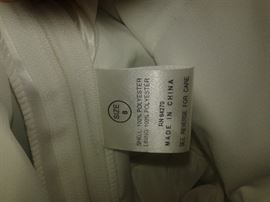 SIZE
8
SHELL 100% POLYESTER
LINING 100% POLYESTER
RN 94270
MADE IN CHINA
SEE REVERSE FOR CARE